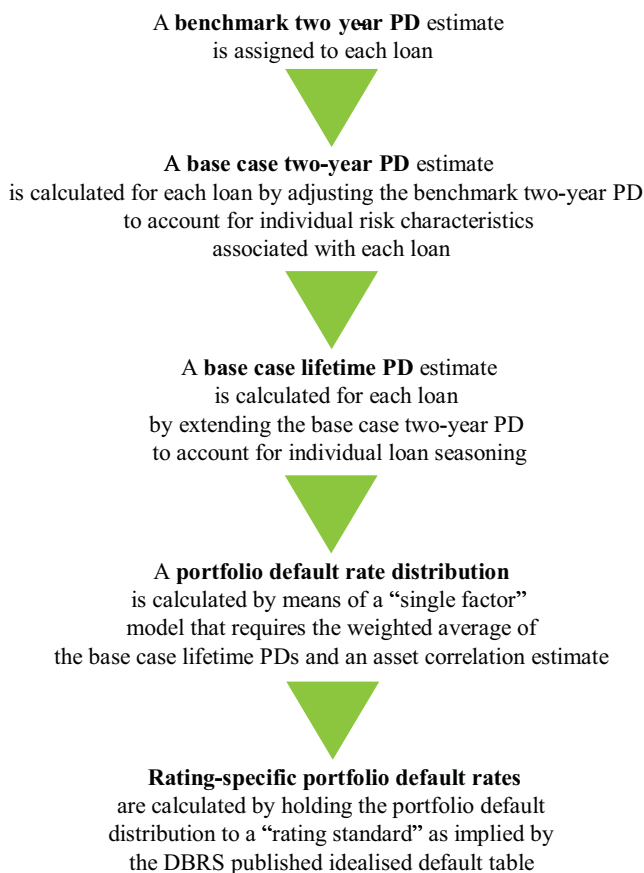 A benchmark two year PD estimate
is assigned to each loan
A base case two-year PD estimate
is calculated for each loan by adjusting the benchmark two-year PD
to account for individual risk characteristics
associated with each loan
A base case lifetime PD estimate
is calculated for each loan
by extending the base case two-year PD
to account for individual loan seasoning
A portfolio default rate distribution
is calculated by means of a “single factor”
model that requires the weighted average of
the base case lifetime PDs and an asset correlation estimate
Rating-specific portfolio default rates
are calculated by holding the portfolio default
distribution to a “rating standard” as implied by
the DBRS published idealised default table